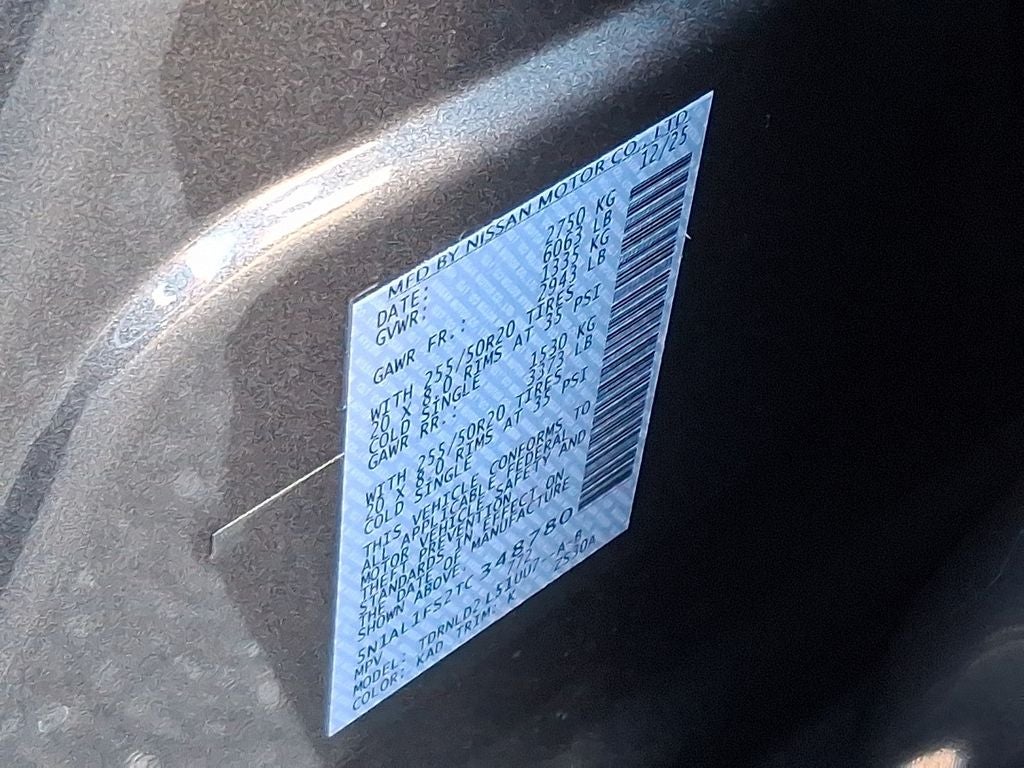 MFD BY NISSAN MOTOR CO., LTD
DATE: 12/25
GVWR: 2750 KG
6063 LB
GAWR FR.: 1335 KG
2943 LB
WITH 255/50R20 TIRES,
20 X 8.0 RIMS AT 35 PSI
COLD SINGLE
GAWR RR.: 1530 KG
3373 LB
WITH 255/50R20 TIRES,
20 X 8.0 RIMS AT 35 PSI
COLD SINGLE
THIS VEHICLE CONFORMS TO
ALL APPLICABLE FEDERAL
MOTOR VEHICLE SAFETY AND
THEFT PREVENTION
STANDARDS IN EFFECT ON
THE DATE OF MANUFACTURE
SHOWN ABOVE.
5N1AL1FS2TC348780
MPV
MODEL: TDRNLD2 L51UU7 A-B
COLOR: KAD TRIM: K